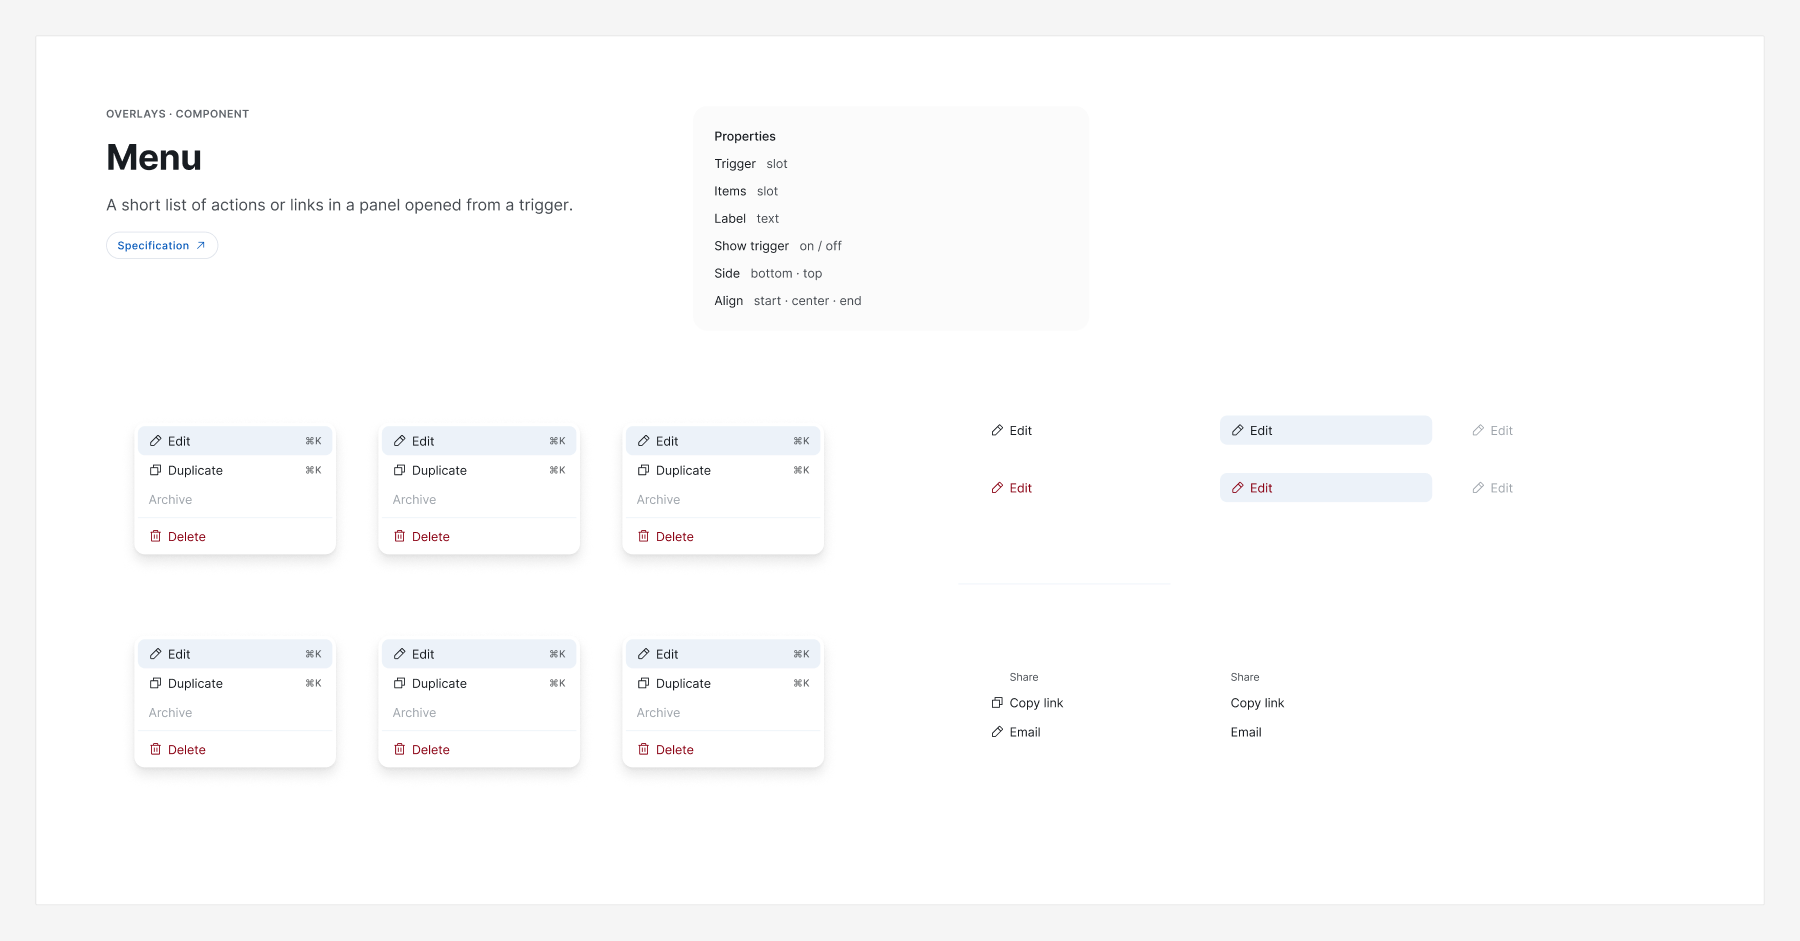 OVERLAYS · COMPONENT
Menu
A short list of actions or links in a panel opened from a trigger.
Specification
Properties
Trigger slot
Items slot
Label text
Show trigger on / off
Side bottom · top
Align start · center · end
Edit ⌘K
Duplicate ⌘K
Archive
Delete
Edit ⌘K
Duplicate ⌘K
Archive
Delete
Edit ⌘K
Duplicate ⌘K
Archive
Delete
Edit ⌘K
Duplicate ⌘K
Archive
Delete
Edit ⌘K
Duplicate ⌘K
Archive
Delete
Edit ⌘K
Duplicate ⌘K
Archive
Delete
Edit
Edit
Edit
Edit
Edit
Edit
Share
Copy link
Email
Share
Copy link
Email